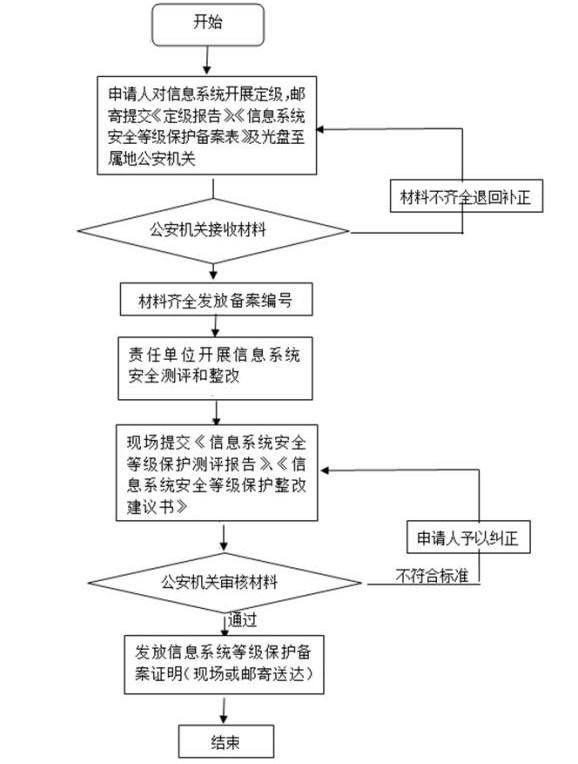 开始
申请人对信息系统开展定级,邮
寄提交《定级报告》《信息系统
安全等级保护备案表》及光盘至
属地公安机关
材料不齐全退回补正
公安机关接收材料
材料齐全发放备案编号
责任单位开展信息系统
安全测评和整改
现场提交《信息系统安全
等级保护测评报告》、《信
息系统安全等级保护整改
建议书》
申请人予以纠正
公安机关审核材料
不符合标准
通过
发放信息系统等级保护备
案证明(现场或邮寄送达)
结束